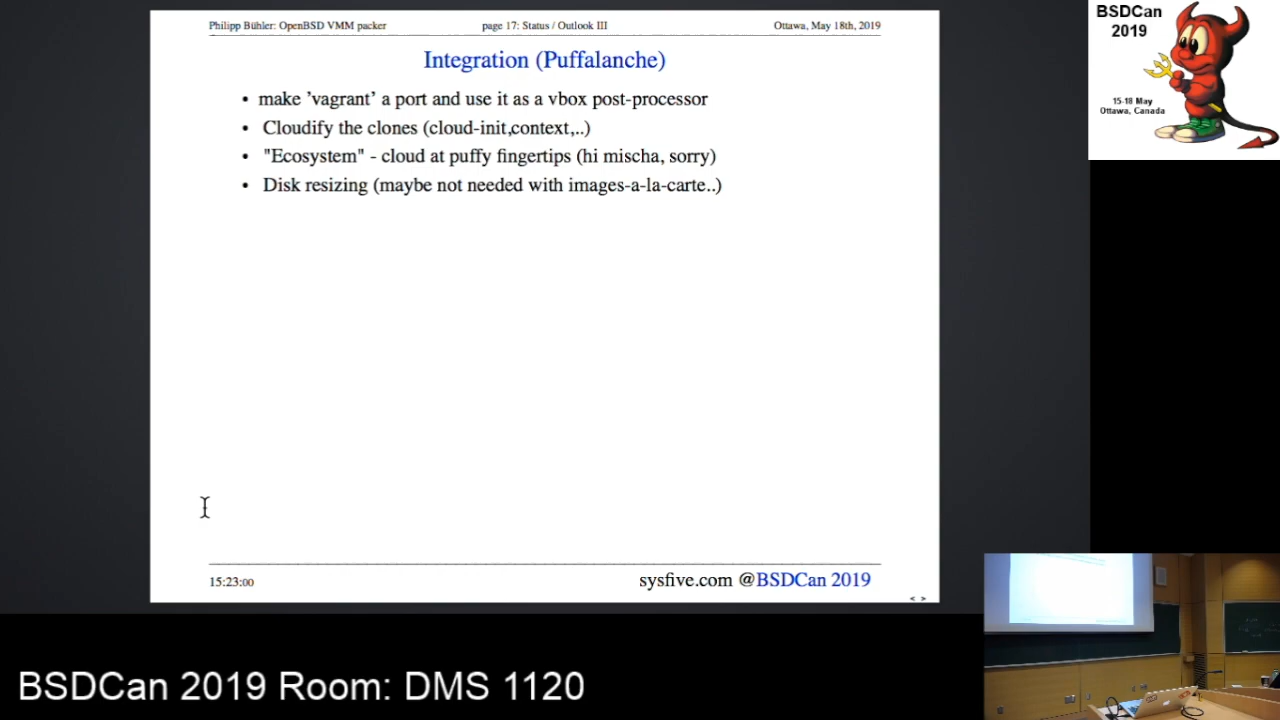 Philipp Bühler: OpenBSD VMM packer page 17: Status / Outlook III Ottawa, May 18th, 2019
Integration (Puffalanche)
• make 'vagrant' a port and use it as a vbox post-processor
• Cloudify the clones (cloud-init,context,..)
• "Ecosystem" - cloud at puffy fingertips (hi mischa, sorry)
• Disk resizing (maybe not needed with images-a-la-carte..)
15:23:00 sysfive.com @BSDCan 2019
< >
BSDCan
2019
15-18 May
Ottawa, Canada
BSDCan 2019 Room: DMS 1120